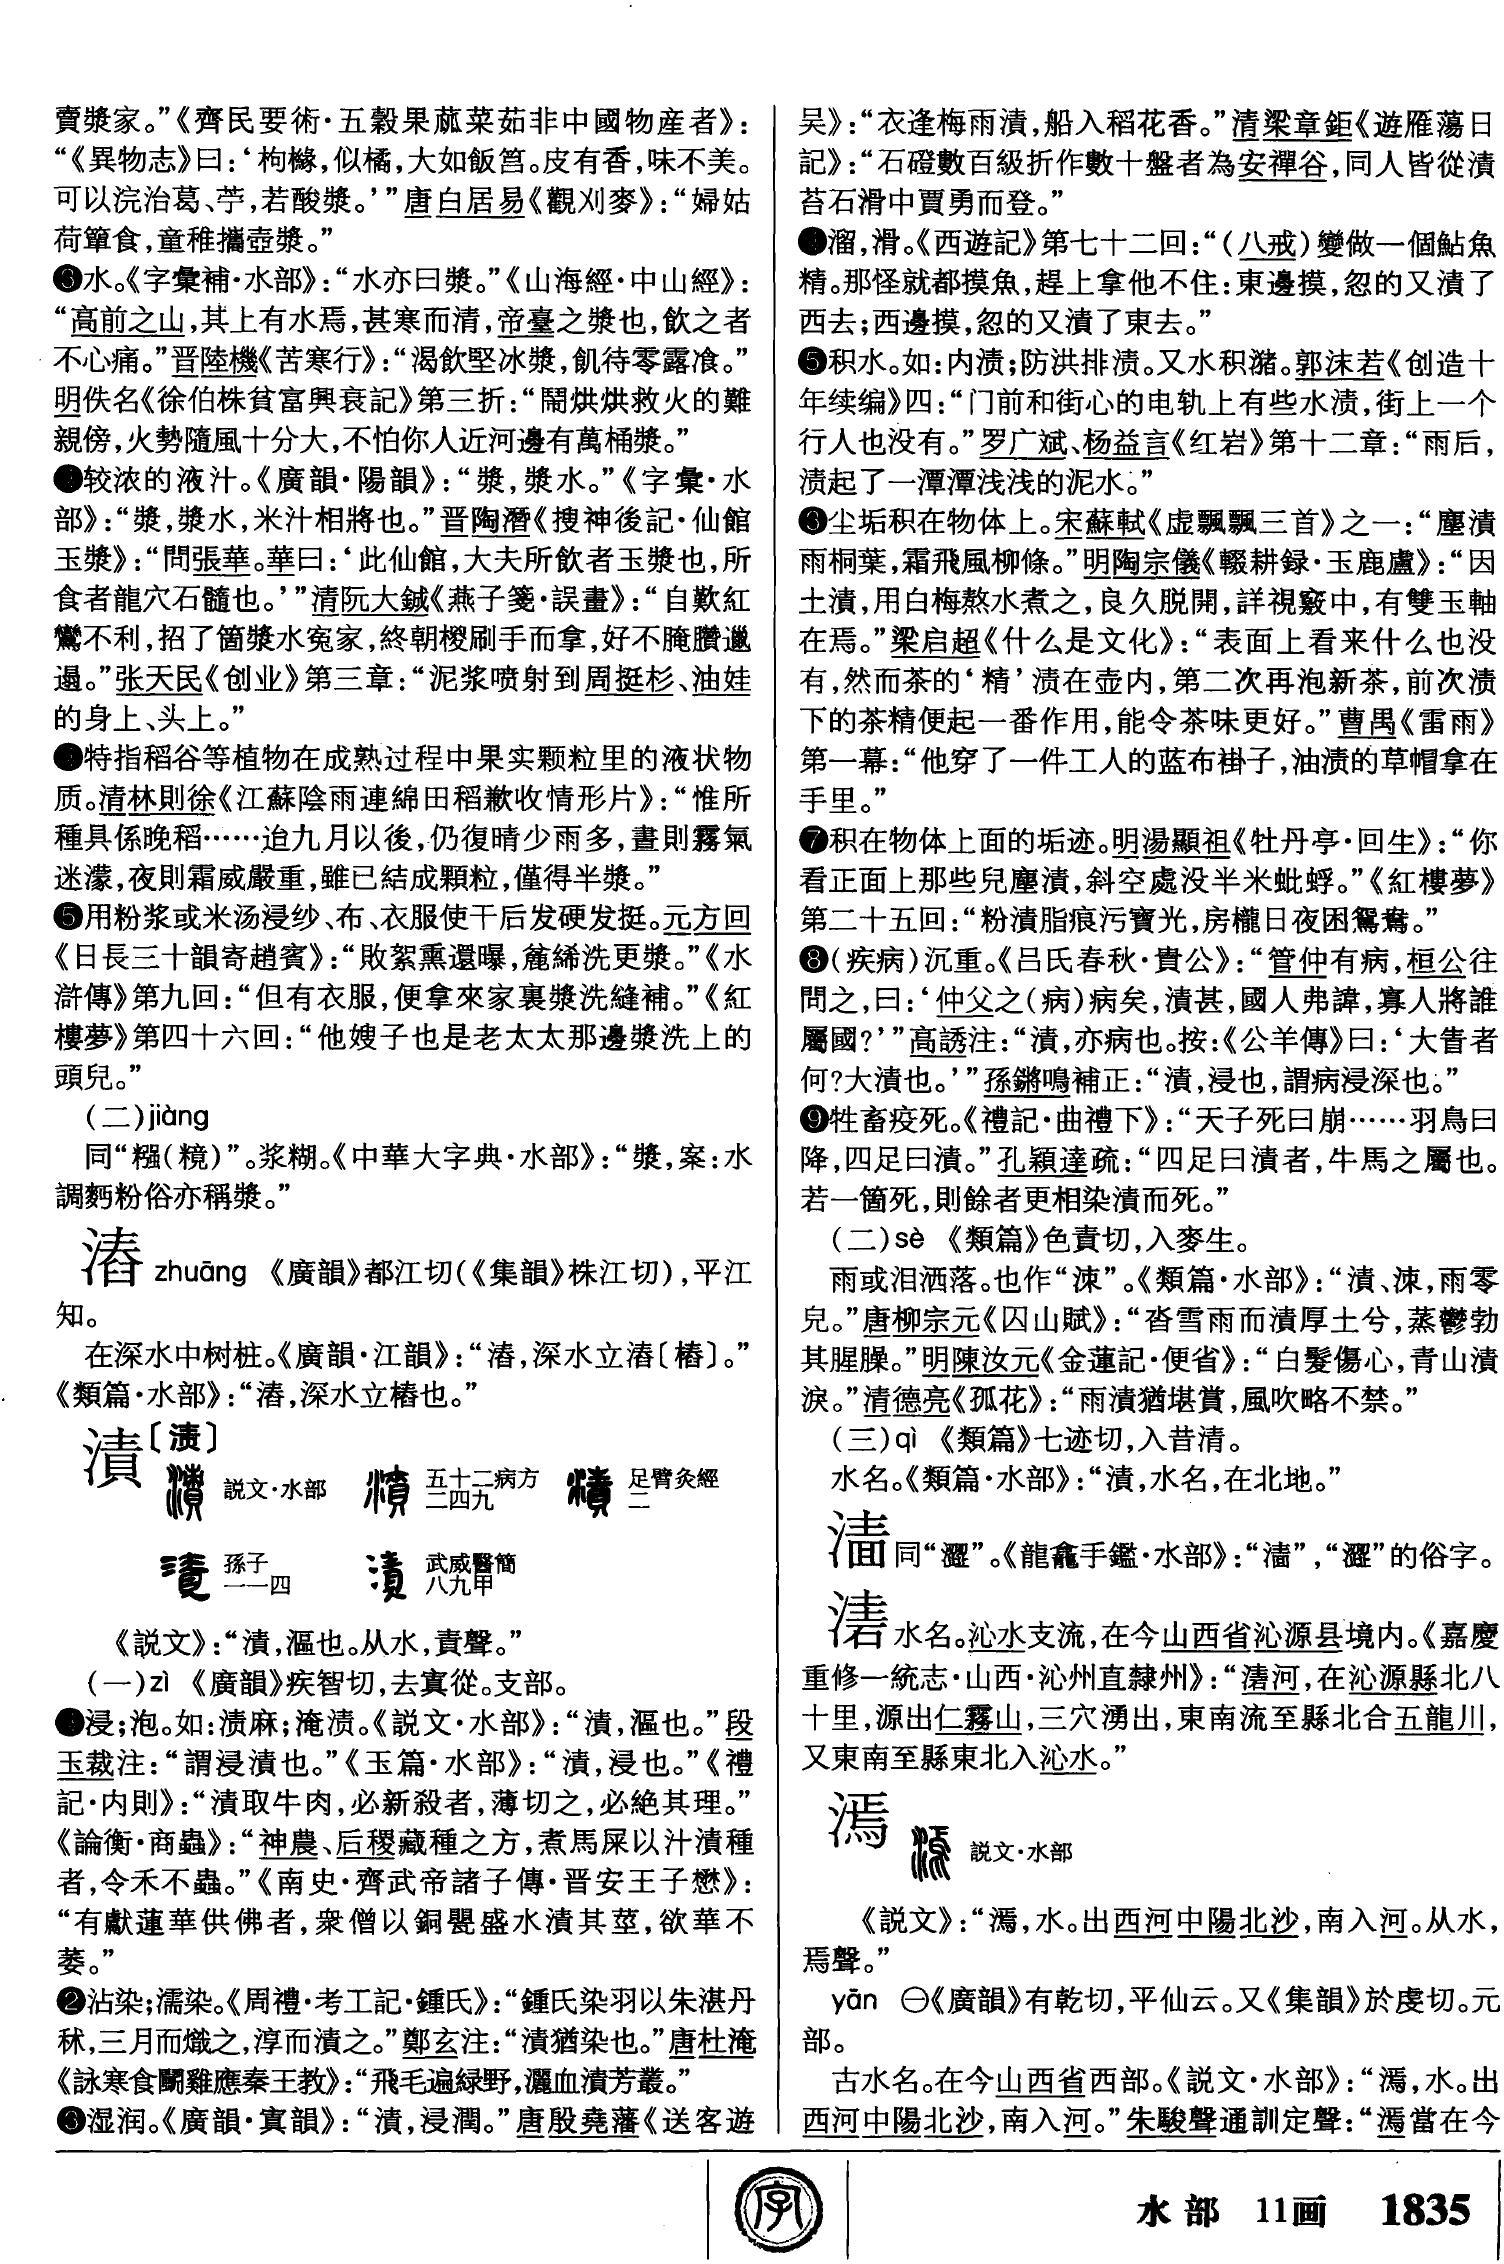 賣漿家。”《齊民要術·五穀果蓏菜茹非中國物産者》：
“《異物志》曰：‘枸櫞，似橘，大如飯筥。皮有香，味不美。
可以浣治葛、苧，若酸漿。’”唐白居易《觀刈麥》：“婦姑
荷簞食，童稚攜壺漿。”
❷水。《字彙補·水部》：“水亦曰漿。”《山海經·中山經》：
“高前之山，其上有水焉，甚寒而清，帝臺之漿也，飲之者
不心痛。”晋陸機《苦寒行》：“渴飲堅冰漿，飢待零露飡。”
明佚名《徐伯株貧富興衰記》第三折：“鬧烘烘救火的難
親傍，火勢隨風十分大，不怕你人近河邊有萬桶漿。”
❸较浓的液汁。《廣韻·陽韻》：“漿，漿水。”《字彙·水
部》：“漿，漿水，米汁相將也。”晋陶潛《搜神後記·仙館
玉漿》：“問張華。華曰：‘此仙館，大夫所飲者玉漿也，所
食者龍穴石髓也。’”清阮大鋮《燕子箋·誤畫》：“自歎紅
鸞不利，招了箇漿水冤家，終朝椶刷手而拿，好不腌臢邋
遢。”张天民《创业》第三章：“泥浆喷射到周挺杉、油娃
的身上、头上。”
❹特指稻谷等植物在成熟过程中果实颗粒里的液状物
质。清林則徐《江蘇陰雨連綿田稻歉收情形片》：“惟所
種具係晚稻……迨九月以後，仍復晴少雨多，晝則霧氣
迷濛，夜則霜威嚴重，雖已結成顆粒，僅得半漿。”
❺用粉浆或米汤浸纱、布、衣服使干后发硬发挺。元方回
《日長三十韻寄趙賓》：“敗絮熏還曝，麄絺洗更漿。”《水
滸傳》第九回：“但有衣服，便拿來家裏漿洗縫補。”《紅
樓夢》第四十六回：“他嫂子也是老太太那邊漿洗上的
頭兒。”
（二）jiàng
同“糨（糡）”。浆糊。《中華大字典·水部》：“漿，案：水
調麪粉俗亦稱漿。”
湷 zhuāng 《廣韻》都江切（《集韻》株江切），平江
知。
在深水中树桩。《廣韻·江韻》：“湷，深水立湷〔樁〕。”
《類篇·水部》：“湷，深水立樁也。”
漬〔渍〕
説文·水部 五十二病方二四九 足臂灸經二
孫子一一四 武威醫簡八九甲
《説文》：“漬，漚也。从水，責聲。”
（一）zì 《廣韻》疾智切，去寘從。支部。
❶浸；泡。如：渍麻；淹渍。《説文·水部》：“漬，漚也。”段
玉裁注：“謂浸漬也。”《玉篇·水部》：“漬，浸也。”《禮
記·内則》：“漬取牛肉，必新殺者，薄切之，必絶其理。”
《論衡·商蟲》：“神農、后稷藏種之方，煮馬屎以汁漬種
者，令禾不蟲。”《南史·齊武帝諸子傳·晋安王子懋》：
“有獻蓮華供佛者，衆僧以銅甖盛水漬其莖，欲華不
萎。”
❷沾染；濡染。《周禮·考工記·鍾氏》：“鍾氏染羽以朱湛丹
秫，三月而熾之，淳而漬之。”鄭玄注：“漬猶染也。”唐杜淹
《詠寒食鬭雞應秦王教》：“飛毛遍緑野，灑血漬芳叢。”
❸湿润。《廣韻·寘韻》：“漬，浸潤。”唐殷堯藩《送客遊
吴》：“衣逢梅雨漬，船入稻花香。”清梁章鉅《遊雁蕩日
記》：“石磴數百級折作數十盤者為安禪谷，同人皆從漬
苔石滑中賈勇而登。”
❹溜，滑。《西遊記》第七十二回：“（八戒）變做一個鮎魚
精。那怪就都摸魚，趕上拿他不住：東邊摸，忽的又漬了
西去；西邊摸，忽的又漬了東去。”
❺积水。如：内渍；防洪排渍。又水积潴。郭沫若《创造十
年续编》四：“门前和街心的电轨上有些水渍，街上一个
行人也没有。”罗广斌、杨益言《红岩》第十二章：“雨后，
渍起了一潭潭浅浅的泥水。”
❻尘垢积在物体上。宋蘇軾《虚飄飄三首》之一：“塵漬
雨桐葉，霜飛風柳條。”明陶宗儀《輟耕録·玉鹿盧》：“因
土漬，用白梅熬水煮之，良久脱開，詳視竅中，有雙玉軸
在焉。”梁启超《什么是文化》：“表面上看来什么也没
有，然而茶的‘精’渍在壶内，第二次再泡新茶，前次渍
下的茶精便起一番作用，能令茶味更好。”曹禺《雷雨》
第一幕：“他穿了一件工人的蓝布褂子，油渍的草帽拿在
手里。”
❼积在物体上面的垢迹。明湯顯祖《牡丹亭·回生》：“你
看正面上那些兒塵漬，斜空處没半米蚍蜉。”《紅樓夢》
第二十五回：“粉漬脂痕污寶光，房櫳日夜困鴛鴦。”
❽（疾病）沉重。《吕氏春秋·貴公》：“管仲有病，桓公往
問之，曰：‘仲父之（病）病矣，漬甚，國人弗諱，寡人將誰
屬國？’”高誘注：“漬，亦病也。按：《公羊傳》曰：‘大眚者
何？大漬也。’”孫鏘鳴補正：“漬，浸也，謂病浸深也。”
❾牲畜疫死。《禮記·曲禮下》：“天子死曰崩……羽鳥曰
降，四足曰漬。”孔穎達疏：“四足曰漬者，牛馬之屬也。
若一箇死，則餘者更相染漬而死。”
（二）sè 《類篇》色責切，入麥生。
雨或泪洒落。也作“洓”。《類篇·水部》：“漬、洓，雨零
皃。”唐柳宗元《囚山賦》：“沓雪雨而漬厚土兮，蒸鬱勃
其腥臊。”明陳汝元《金蓮記·便省》：“白髮傷心，青山漬
淚。”清德亮《孤花》：“雨漬猶堪賞，風吹略不禁。”
（三）qì 《類篇》七迹切，入昔清。
水名。《類篇·水部》：“漬，水名，在北地。”
同“澀”。《龍龕手鑑·水部》：“”，“澀”的俗字。
水名。沁水支流，在今山西省沁源县境内。《嘉慶
重修一統志·山西·沁州直隸州》：“河，在沁源縣北八
十里，源出仁霧山，三穴湧出，東南流至縣北合五龍川，
又東南至縣東北入沁水。”
漹 説文·水部
《説文》：“漹，水。出西河中陽北沙，南入河。从水，
焉聲。”
yān ㊀《廣韻》有乾切，平仙云。又《集韻》於虔切。元
部。
古水名。在今山西省西部。《説文·水部》：“漹，水。出
西河中陽北沙，南入河。”朱駿聲通訓定聲：“漹當在今
字
水部 11画 1835